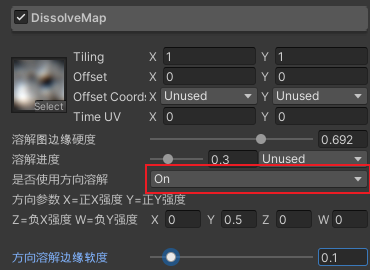 DissolveMap
Tiling X 1 Y 1
Offset X 0 Y 0
Offset Coords X Unused Y Unused
Select
Time UV X 0 Y 0
溶解图边缘硬度 0.692
溶解进度 0.3 Unused
是否使用方向溶解 On
方向参数 X=正X强度 Y=正Y强度
Z=负X强度 W=负Y强度 X 0 Y 0.5 Z 0 W 0
方向溶解边缘软度 0.1